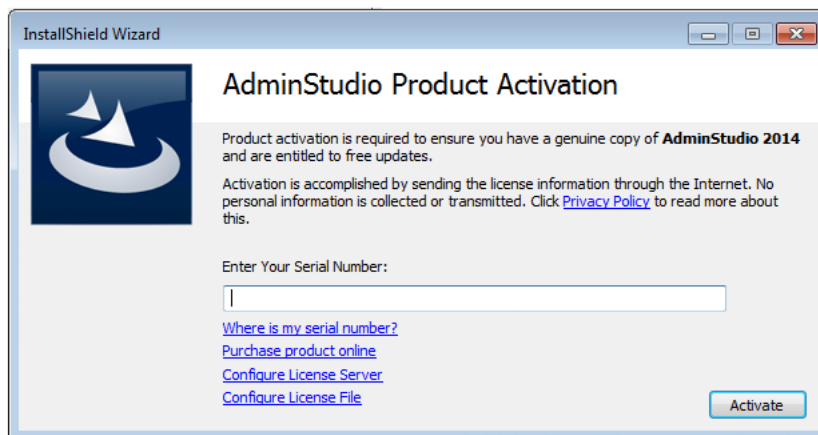 InstallShield Wizard
AdminStudio Product Activation
Product activation is required to ensure you have a genuine copy of AdminStudio 2014
and are entitled to free updates.
Activation is accomplished by sending the license information through the Internet. No
personal information is collected or transmitted. Click Privacy Policy to read more about
this.
Enter Your Serial Number:
Where is my serial number?
Purchase product online
Configure License Server
Configure License File
Activate